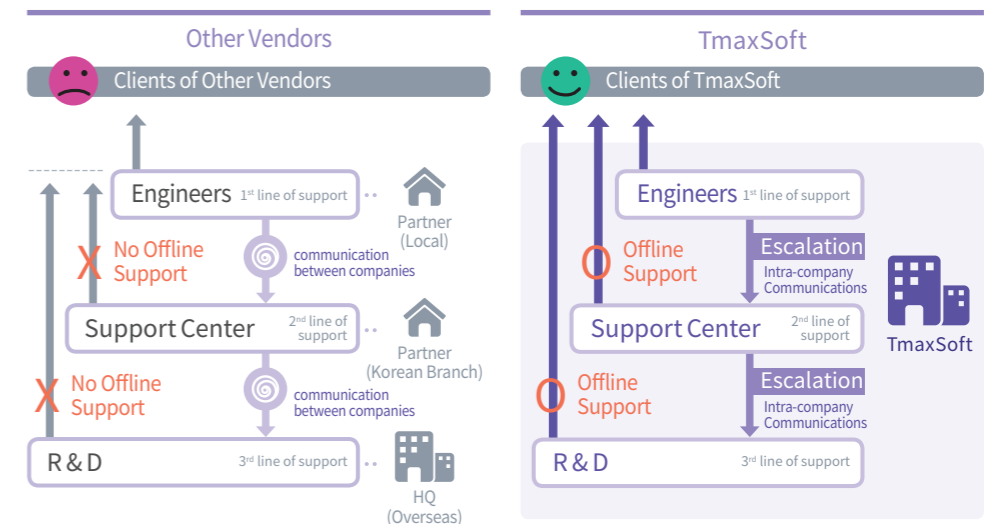 Other Vendors
Clients of Other Vendors
Engineers 1st line of support
Partner
(Local)
X No Offline
Support
communication
between companies
Support Center 2nd line of
support
Partner
(Korean Branch)
X No Offline
Support
communication
between companies
R & D 3rd line of support
HQ
(Overseas)
TmaxSoft
Clients of TmaxSoft
Engineers 1st line of support
O Offline
Support
Escalation
Intra-company
Communications
Support Center 2nd line of
support
TmaxSoft
O Offline
Support
Escalation
Intra-company
Communications
R & D 3rd line of support